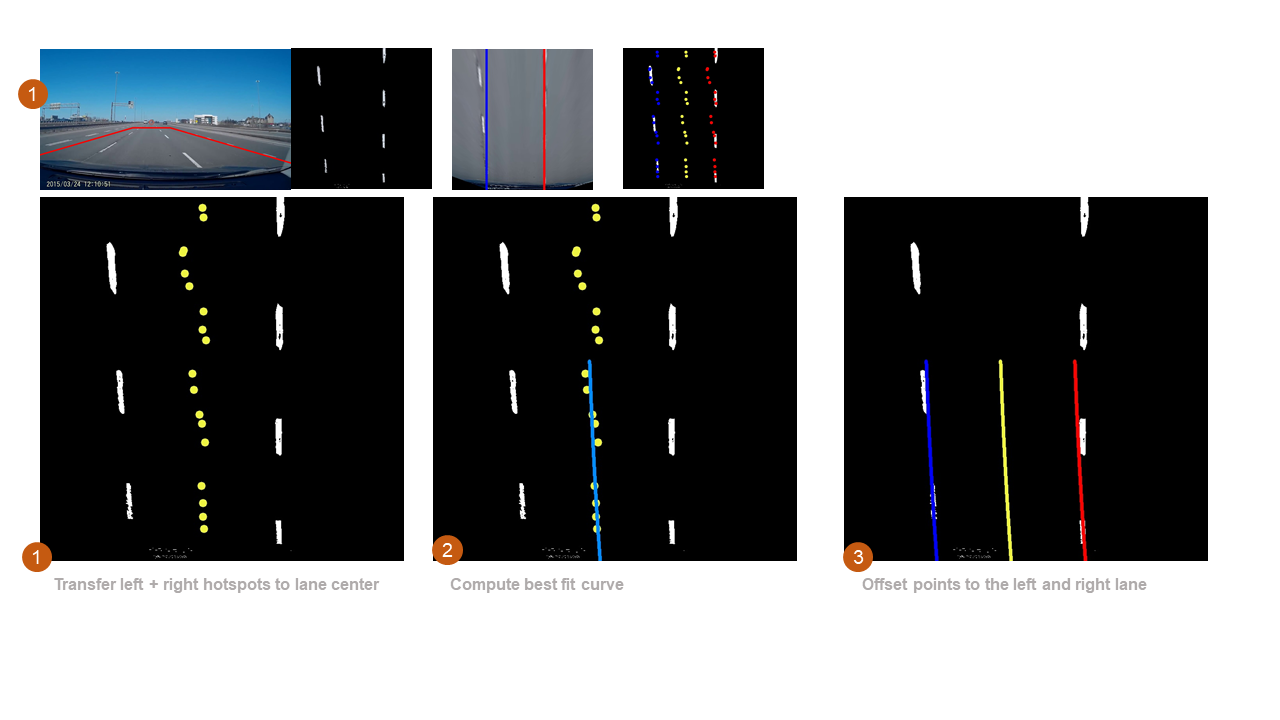 1
2015/03/24 12:10:51
1
Transfer left + right hotspots to lane center
2
Compute best fit curve
3
Offset points to the left and right lane